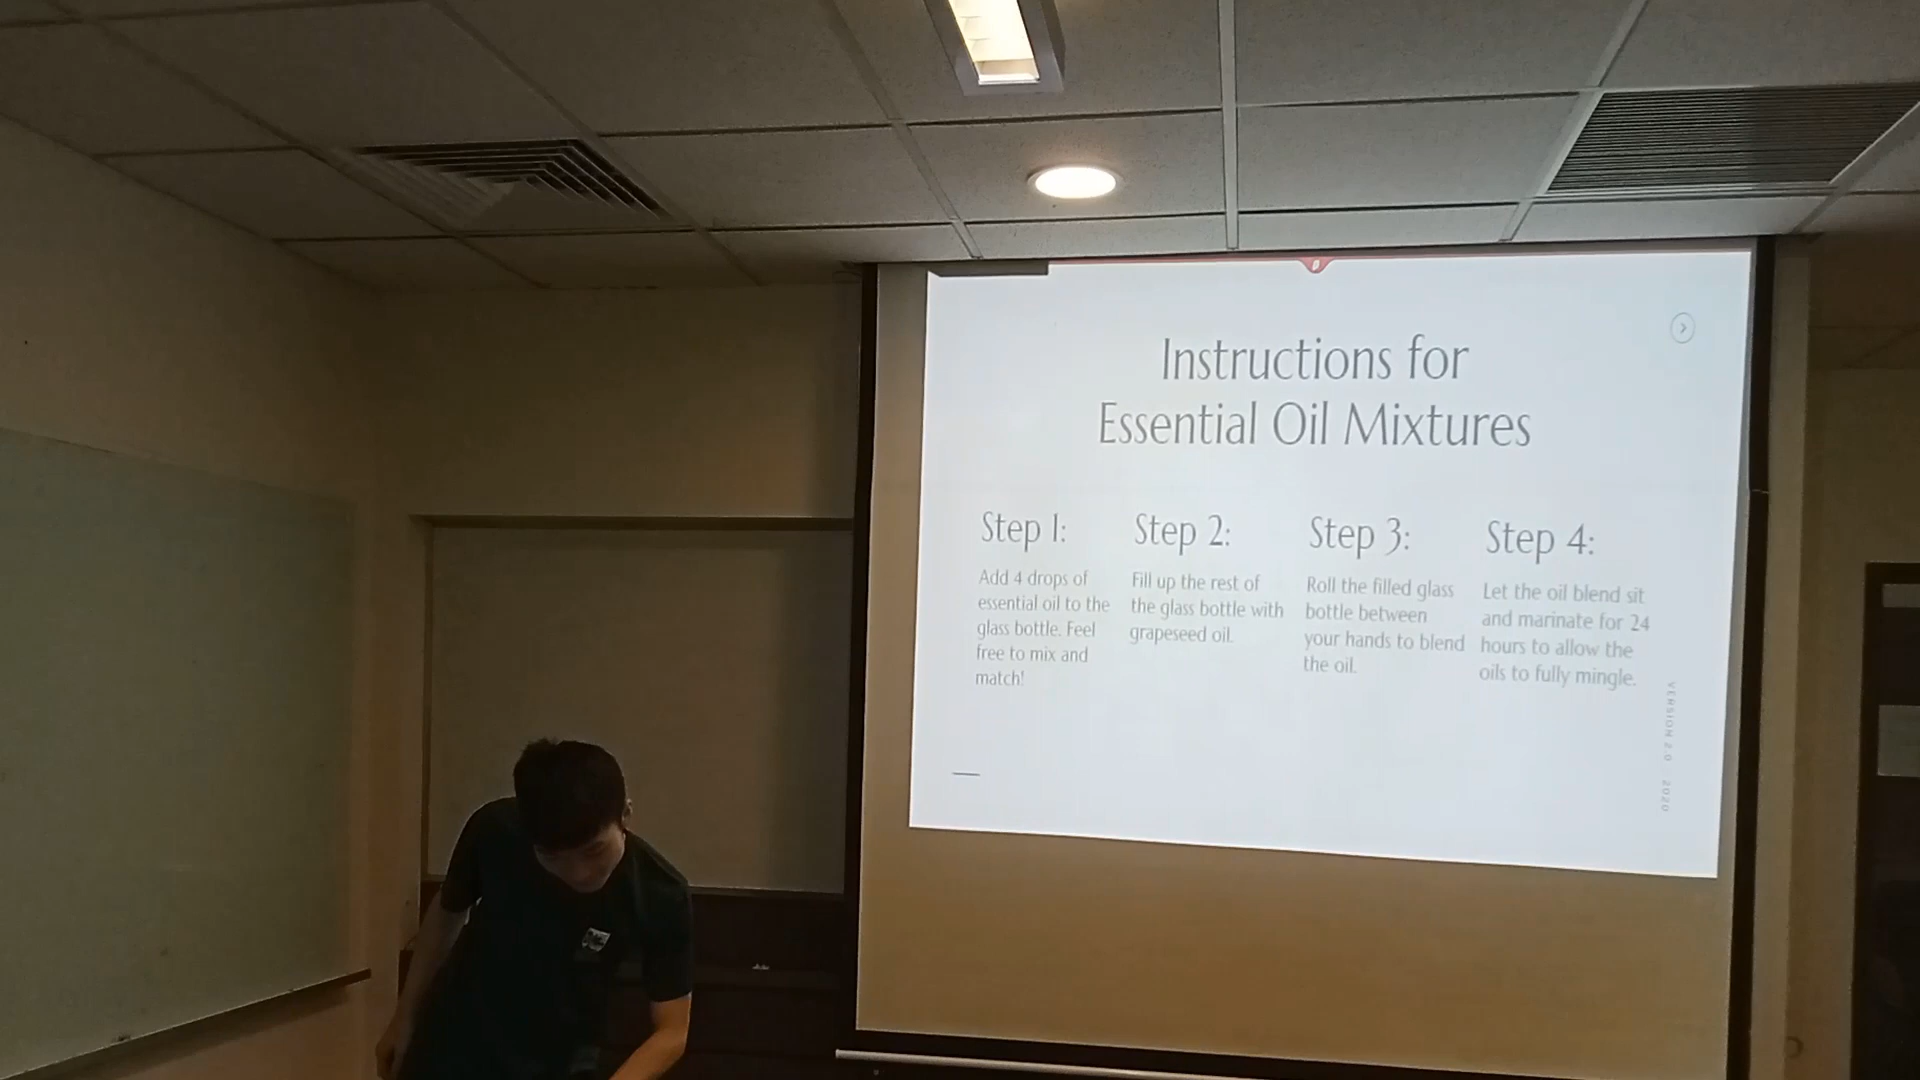 Instructions for
Essential Oil Mixtures
Step 1:
Add 4 drops of
essential oil to the
glass bottle. Feel
free to mix and
match!
Step 2:
Fill up the rest of
the glass bottle with
grapeseed oil.
Step 3:
Roll the filled glass
bottle between
your hands to blend
the oil.
Step 4:
Let the oil blend sit
and marinate for 24
hours to allow the
oils to fully mingle.
VERSION 2.0 2020